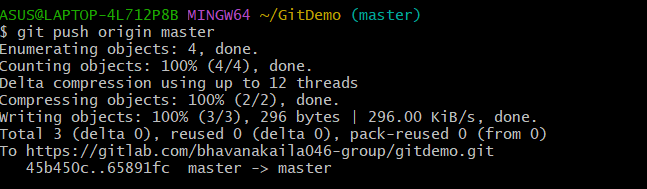 ASUS@LAPTOP-4L712P8B MINGW64 ~/GitDemo (master)
$ git push origin master
Enumerating objects: 4, done.
Counting objects: 100% (4/4), done.
Delta compression using up to 12 threads
Compressing objects: 100% (2/2), done.
Writing objects: 100% (3/3), 296 bytes | 296.00 KiB/s, done.
Total 3 (delta 0), reused 0 (delta 0), pack-reused 0 (from 0)
To https://gitlab.com/bhavanakaila046-group/gitdemo.git
   45b450c..65891fc  master -> master